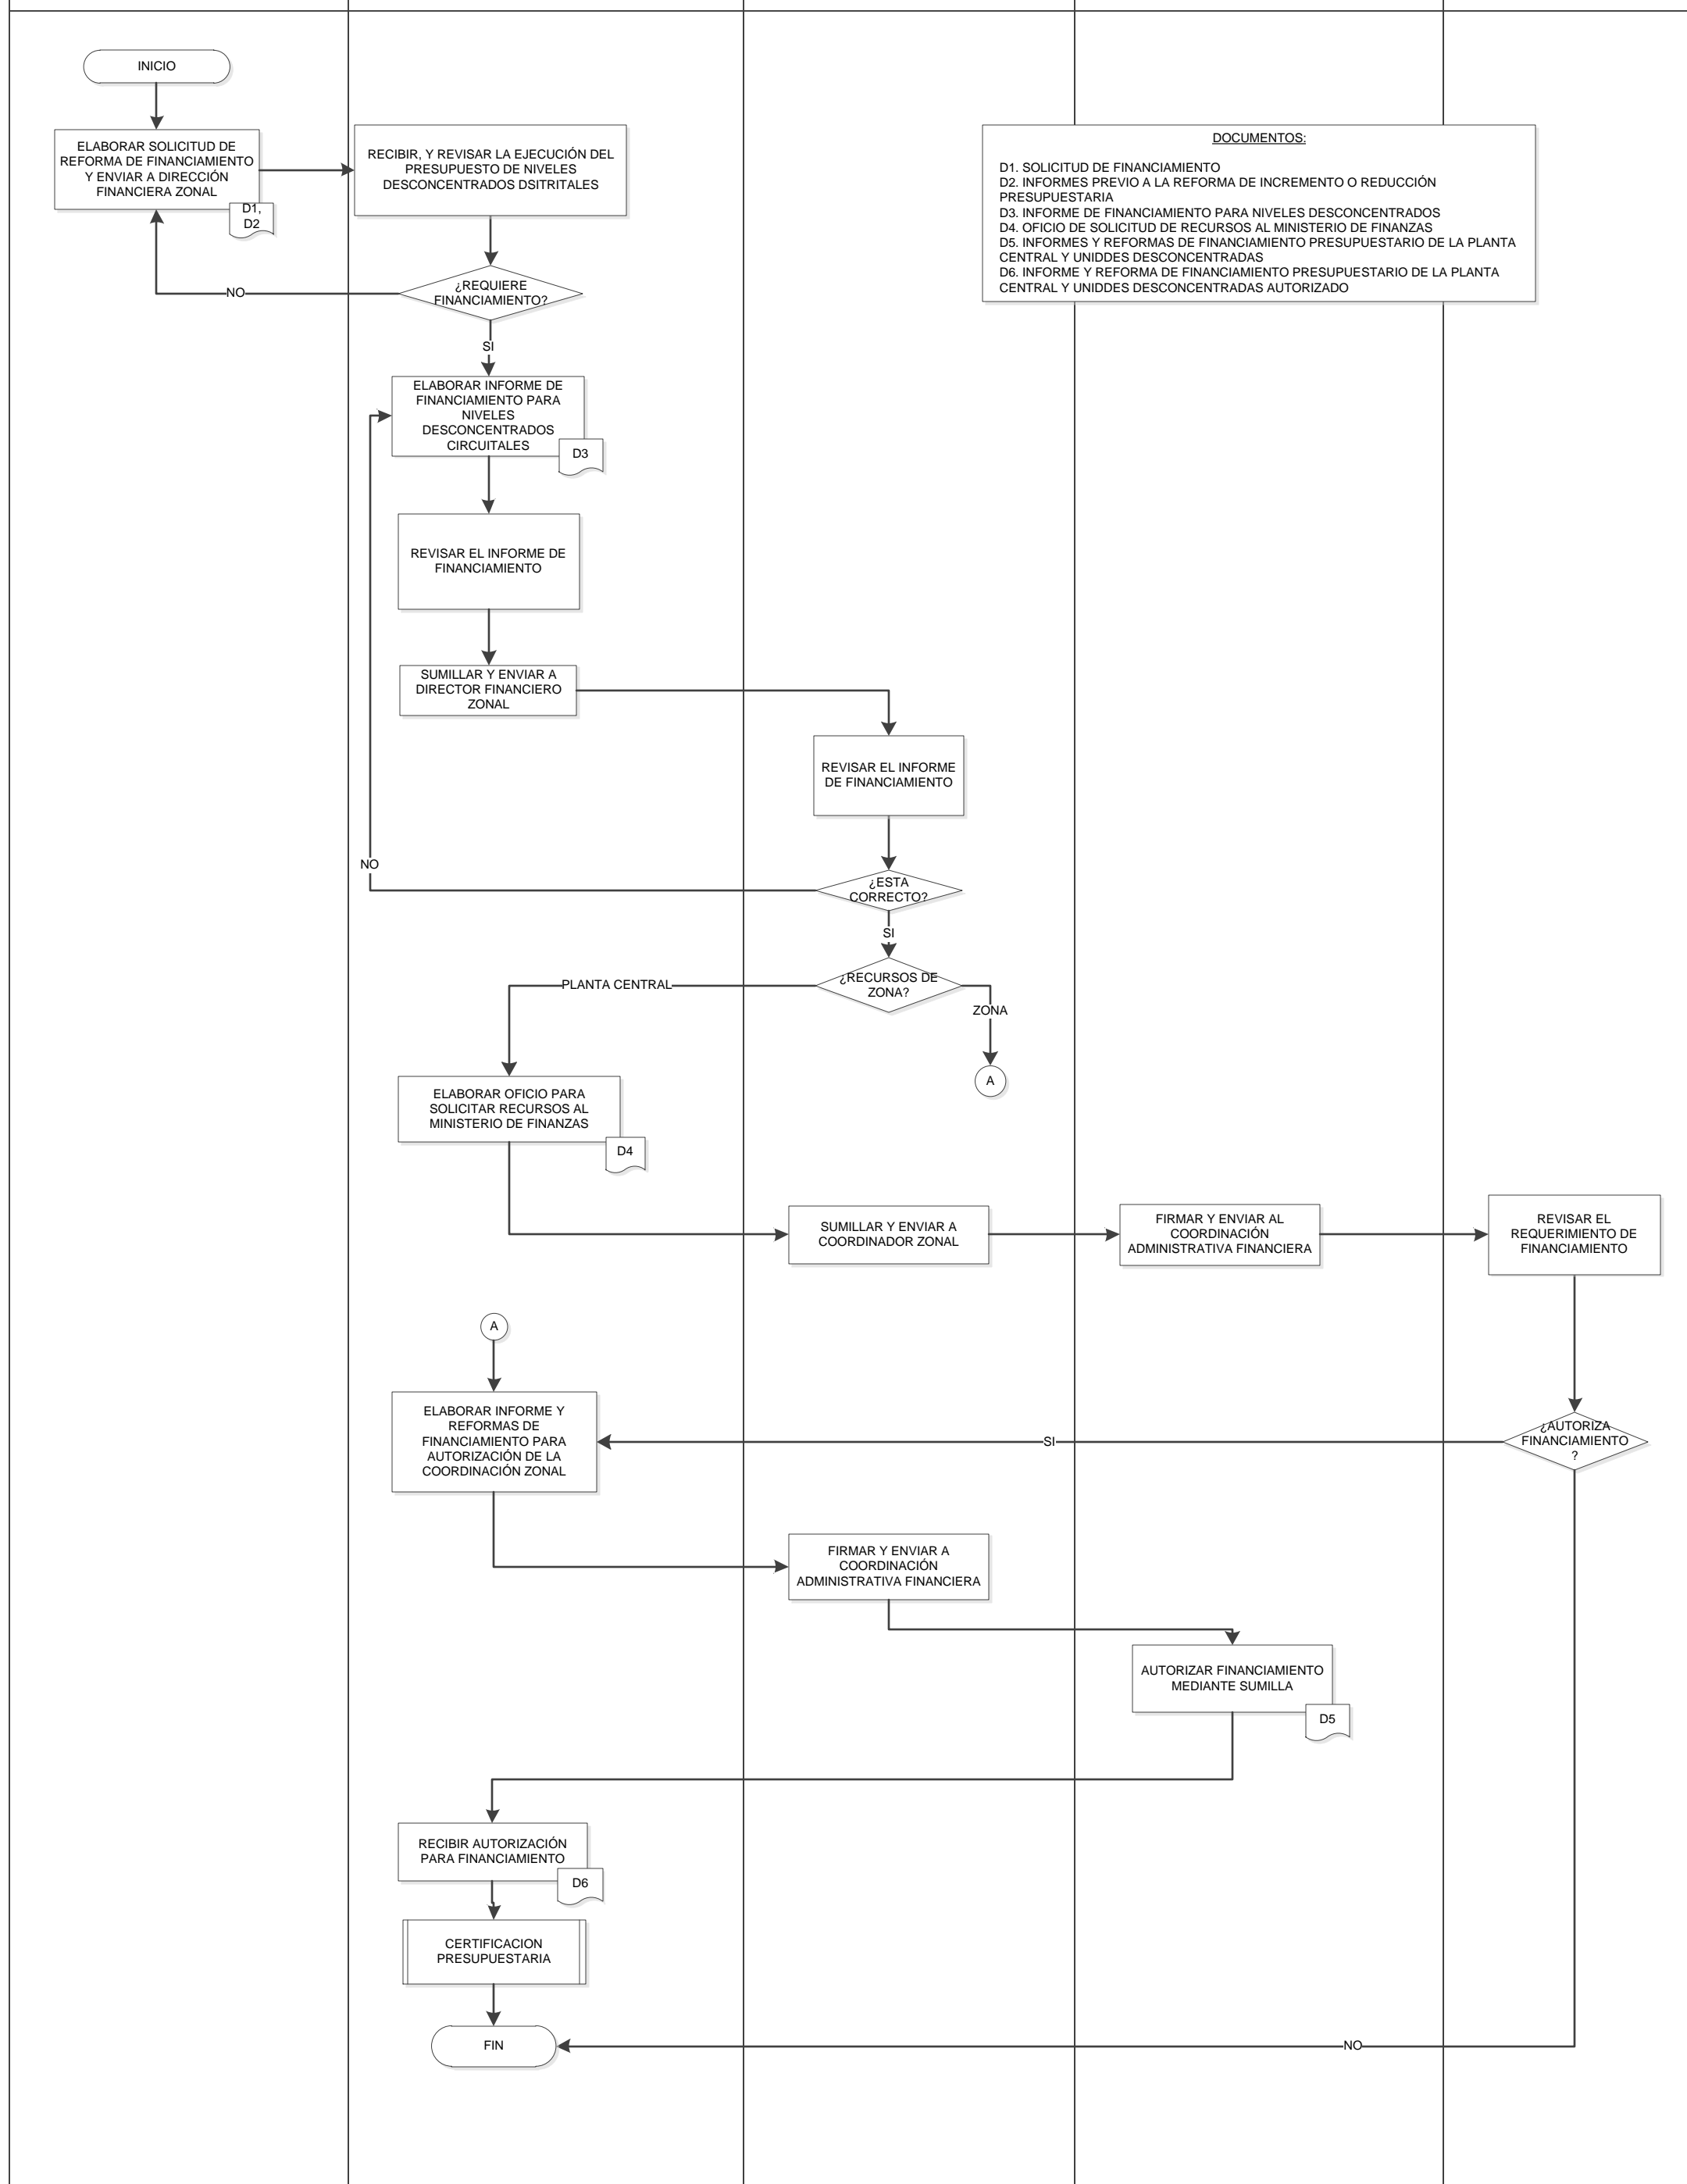 INICIO
ELABORAR SOLICITUD DE
REFORMA DE FINANCIAMIENTO
Y ENVIAR A DIRECCIÓN
FINANCIERA ZONAL
D1,
D2
RECIBIR, Y REVISAR LA EJECUCIÓN DEL
PRESUPUESTO DE NIVELES
DESCONCENTRADOS DSITRITALES
DOCUMENTOS:
D1. SOLICITUD DE FINANCIAMIENTO
D2. INFORMES PREVIO A LA REFORMA DE INCREMENTO O REDUCCIÓN
PRESUPUESTARIA
D3. INFORME DE FINANCIAMIENTO PARA NIVELES DESCONCENTRADOS
D4. OFICIO DE SOLICITUD DE RECURSOS AL MINISTERIO DE FINANZAS
D5. INFORMES Y REFORMAS DE FINANCIAMIENTO PRESUPUESTARIO DE LA PLANTA
CENTRAL Y UNIDDES DESCONCENTRADAS
D6. INFORME Y REFORMA DE FINANCIAMIENTO PRESUPUESTARIO DE LA PLANTA
CENTRAL Y UNIDDES DESCONCENTRADAS AUTORIZADO
¿REQUIERE
FINANCIAMIENTO?
NO
SI
ELABORAR INFORME DE
FINANCIAMIENTO PARA
NIVELES
DESCONCENTRADOS
CIRCUITALES
D3
REVISAR EL INFORME DE
FINANCIAMIENTO
SUMILLAR Y ENVIAR A
DIRECTOR FINANCIERO
ZONAL
REVISAR EL INFORME
DE FINANCIAMIENTO
NO
¿ESTA
CORRECTO?
SI
¿RECURSOS DE
ZONA?
PLANTA CENTRAL
ZONA
A
ELABORAR OFICIO PARA
SOLICITAR RECURSOS AL
MINISTERIO DE FINANZAS
D4
SUMILLAR Y ENVIAR A
COORDINADOR ZONAL
FIRMAR Y ENVIAR AL
COORDINACIÓN
ADMINISTRATIVA FINANCIERA
REVISAR EL
REQUERIMIENTO DE
FINANCIAMIENTO
A
ELABORAR INFORME Y
REFORMAS DE
FINANCIAMIENTO PARA
AUTORIZACIÓN DE LA
COORDINACIÓN ZONAL
SI
¿AUTORIZA
FINANCIAMIENTO
?
FIRMAR Y ENVIAR A
COORDINACIÓN
ADMINISTRATIVA FINANCIERA
AUTORIZAR FINANCIAMIENTO
MEDIANTE SUMILLA
D5
RECIBIR AUTORIZACIÓN
PARA FINANCIAMIENTO
D6
CERTIFICACION
PRESUPUESTARIA
FIN
NO